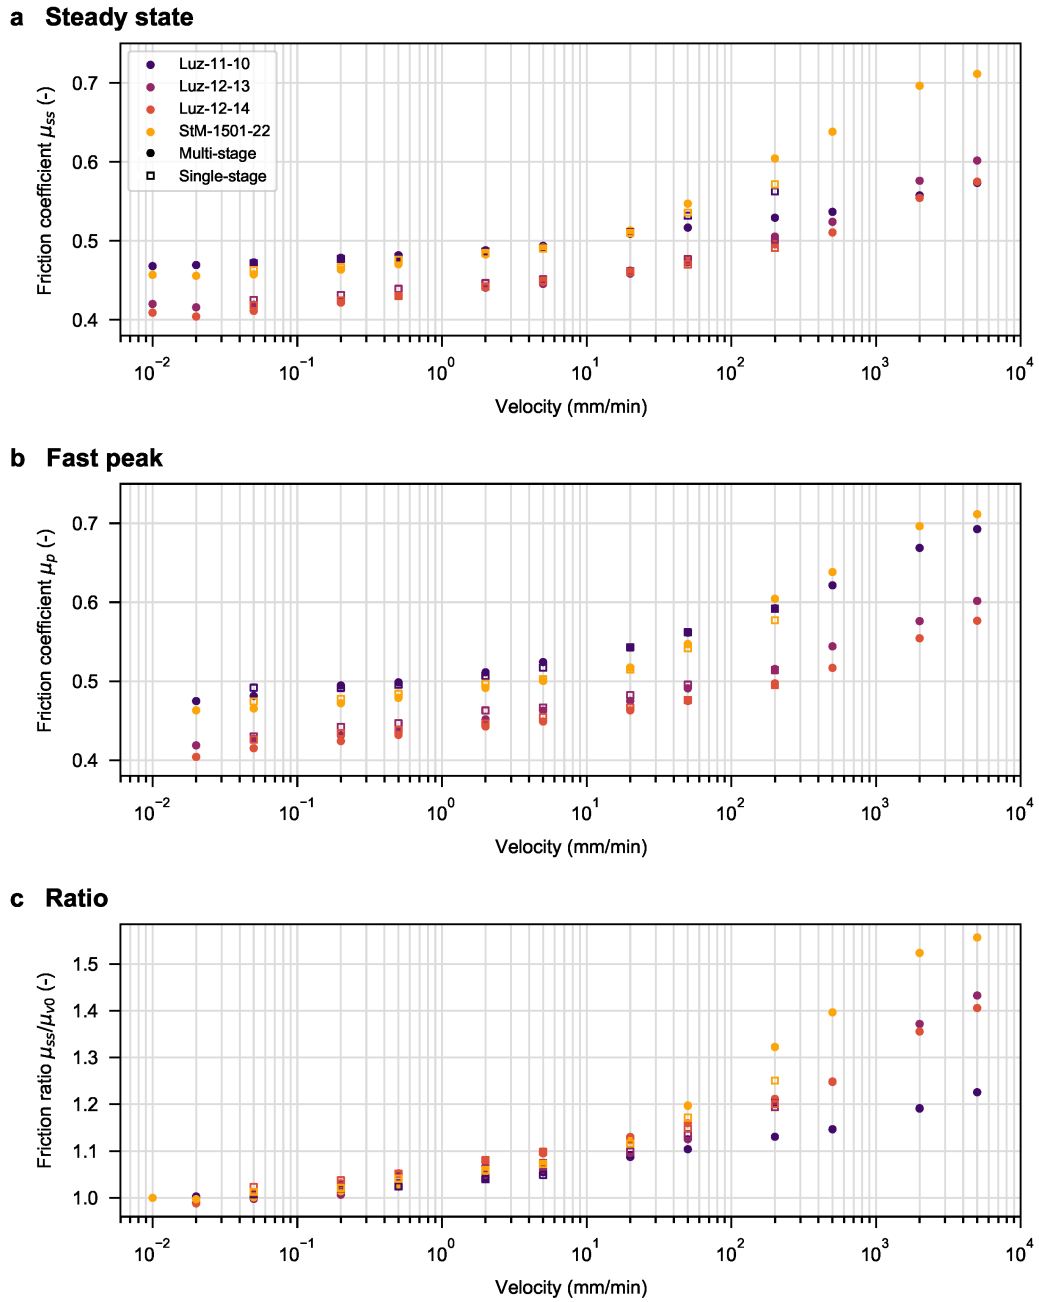 a Steady state
Luz-11-10
Luz-12-13
Luz-12-14
StM-1501-22
Multi-stage
Single-stage
Friction coefficient μss (-)
0.7
0.6
0.5
0.4
10⁻² 10⁻¹ 10⁰ 10¹ 10² 10³ 10⁴
Velocity (mm/min)
b Fast peak
Friction coefficient μp (-)
0.7
0.6
0.5
0.4
10⁻² 10⁻¹ 10⁰ 10¹ 10² 10³ 10⁴
Velocity (mm/min)
c Ratio
Friction ratio μss/μv0 (-)
1.5
1.4
1.3
1.2
1.1
1.0
10⁻² 10⁻¹ 10⁰ 10¹ 10² 10³ 10⁴
Velocity (mm/min)